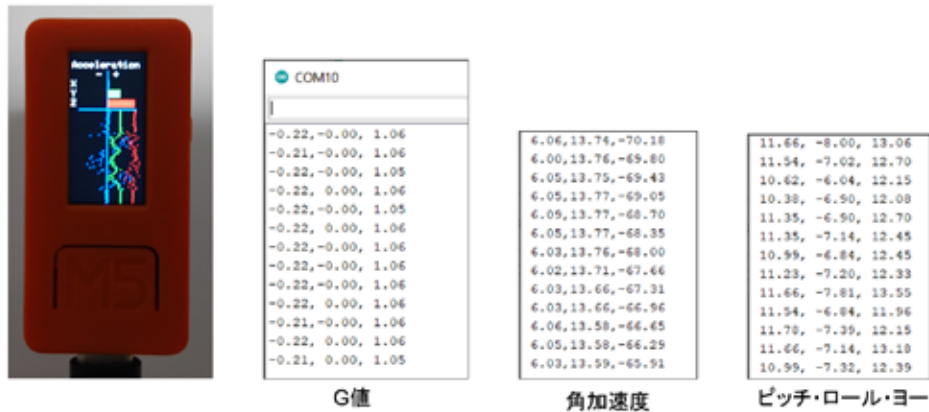 Acceleration
- +
X
Y
Z
M5
COM10
-0.22,-0.00, 1.06
-0.21,-0.00, 1.06
-0.22,-0.00, 1.05
-0.22, 0.00, 1.06
-0.22,-0.00, 1.05
-0.22, 0.00, 1.06
-0.22,-0.00, 1.06
-0.22,-0.00, 1.06
-0.22, 0.00, 1.06
-0.22, 0.00, 1.06
-0.21,-0.00, 1.06
-0.22, 0.00, 1.06
-0.21, 0.00, 1.05
G値
6.06,13.74,-70.18
6.00,13.76,-69.80
6.05,13.75,-69.43
6.05,13.77,-69.05
6.09,13.77,-68.70
6.05,13.77,-68.35
6.03,13.76,-68.00
6.02,13.71,-67.66
6.03,13.66,-67.31
6.03,13.66,-66.96
6.06,13.58,-66.65
6.05,13.58,-66.29
6.03,13.59,-65.91
角加速度
11.66, -8.00, 13.06
11.54, -7.02, 12.70
10.62, -6.04, 12.15
10.38, -6.90, 12.08
11.35, -6.90, 12.70
11.35, -7.14, 12.45
10.99, -6.84, 12.45
11.23, -7.20, 12.33
11.66, -7.81, 13.55
11.54, -6.84, 11.96
11.78, -7.39, 12.15
11.66, -7.14, 13.18
10.99, -7.32, 12.39
ピッチ・ロール・ヨー